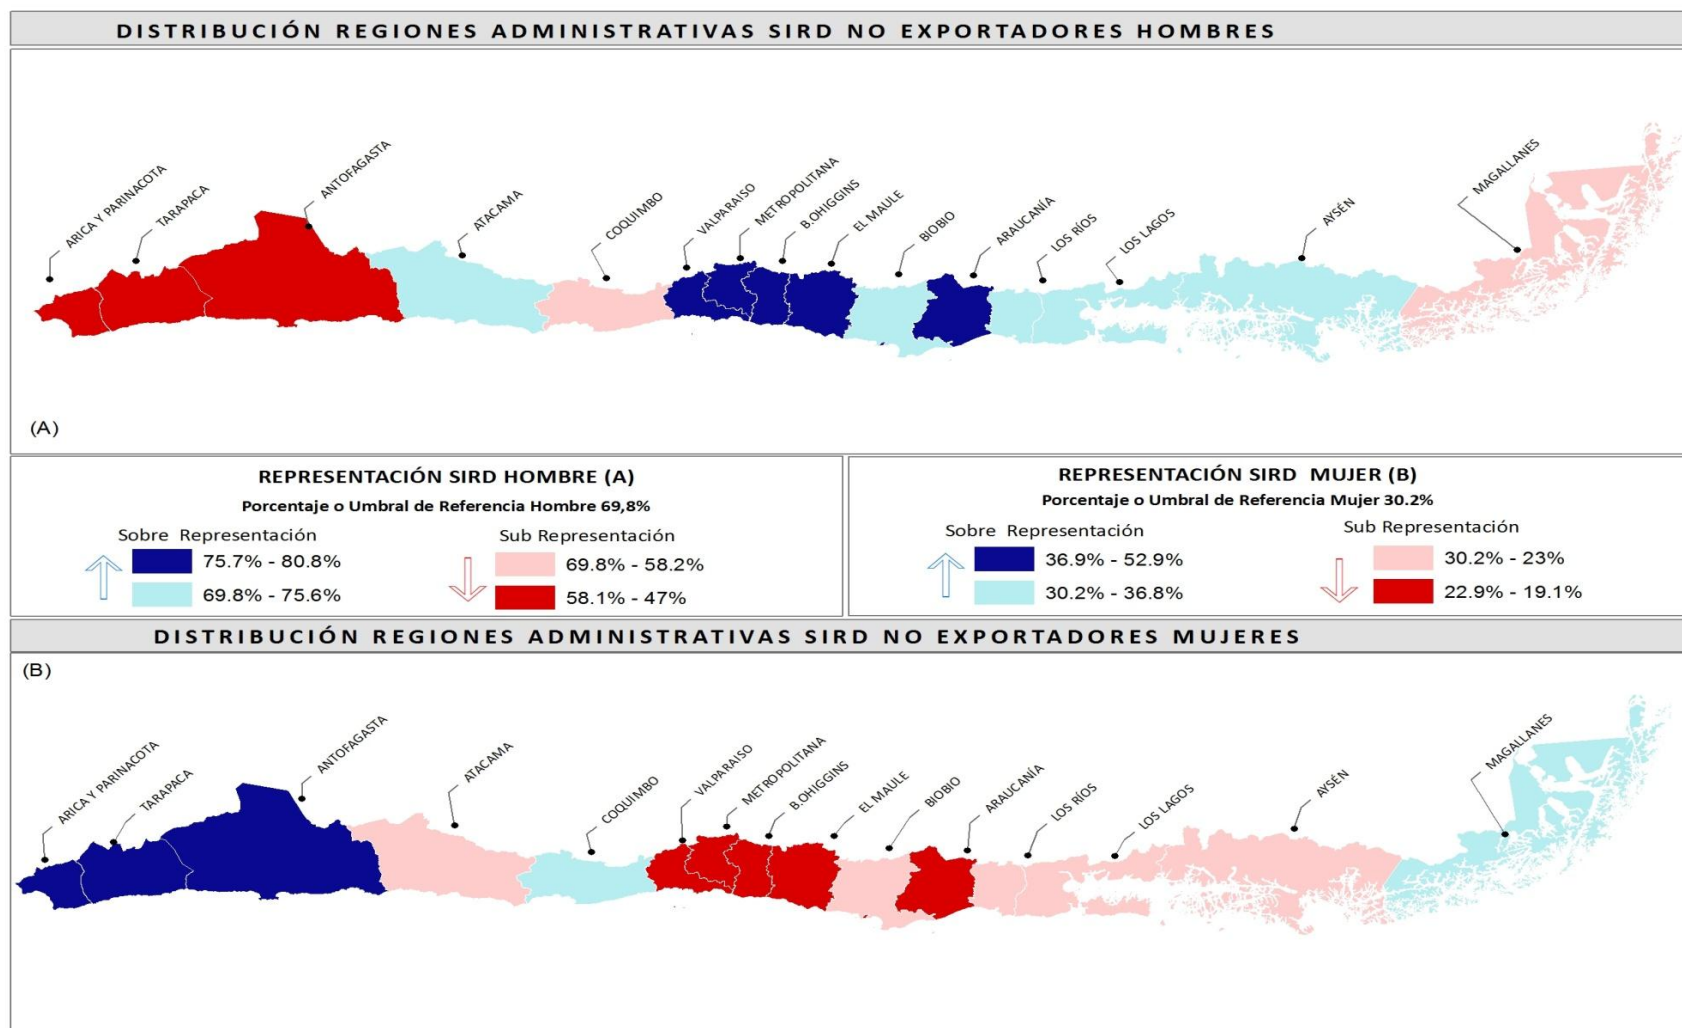 DISTRIBUCIÓN REGIONES ADMINISTRATIVAS SIRD NO EXPORTADORES HOMBRES
ARICA Y PARINACOTA
TARAPACA
ANTOFAGASTA
ATACAMA
COQUIMBO
VALPARAISO
METROPOLITANA
B.OHIGGINS
EL MAULE
BIOBIO
ARAUCANÍA
LOS RÍOS
LOS LAGOS
AYSÉN
MAGALLANES
(A)
REPRESENTACIÓN SIRD HOMBRE (A)
Porcentaje o Umbral de Referencia Hombre 69,8%
Sobre Representación
75.7% - 80.8%
69.8% - 75.6%
Sub Representación
69.8% - 58.2%
58.1% - 47%
REPRESENTACIÓN SIRD MUJER (B)
Porcentaje o Umbral de Referencia Mujer 30.2%
Sobre Representación
36.9% - 52.9%
30.2% - 36.8%
Sub Representación
30.2% - 23%
22.9% - 19.1%
DISTRIBUCIÓN REGIONES ADMINISTRATIVAS SIRD NO EXPORTADORES MUJERES
(B)
ARICA Y PARINACOTA
TARAPACA
ANTOFAGASTA
ATACAMA
COQUIMBO
VALPARAISO
METROPOLITANA
B.OHIGGINS
EL MAULE
BIOBIO
ARAUCANÍA
LOS RÍOS
LOS LAGOS
AYSÉN
MAGALLANES